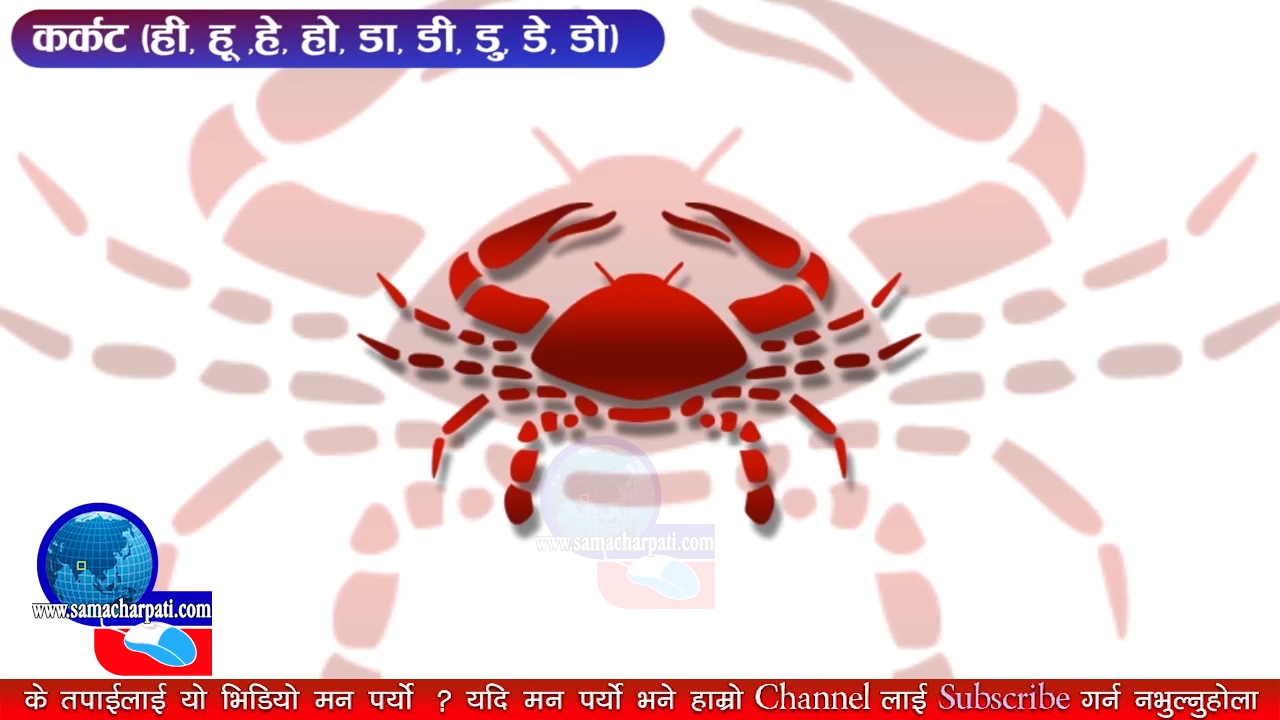 कर्कट (ही, हू ,हे, हो, डा, डी, डु, डे, डो)
www.samacharpati.com
www.samacharpati.com
के तपाईलाई यो भिडियो मन पर्यो ? यदि मन पर्यो भने हाम्रो Channel लाई Subscribe गर्न नभुल्नुहोला